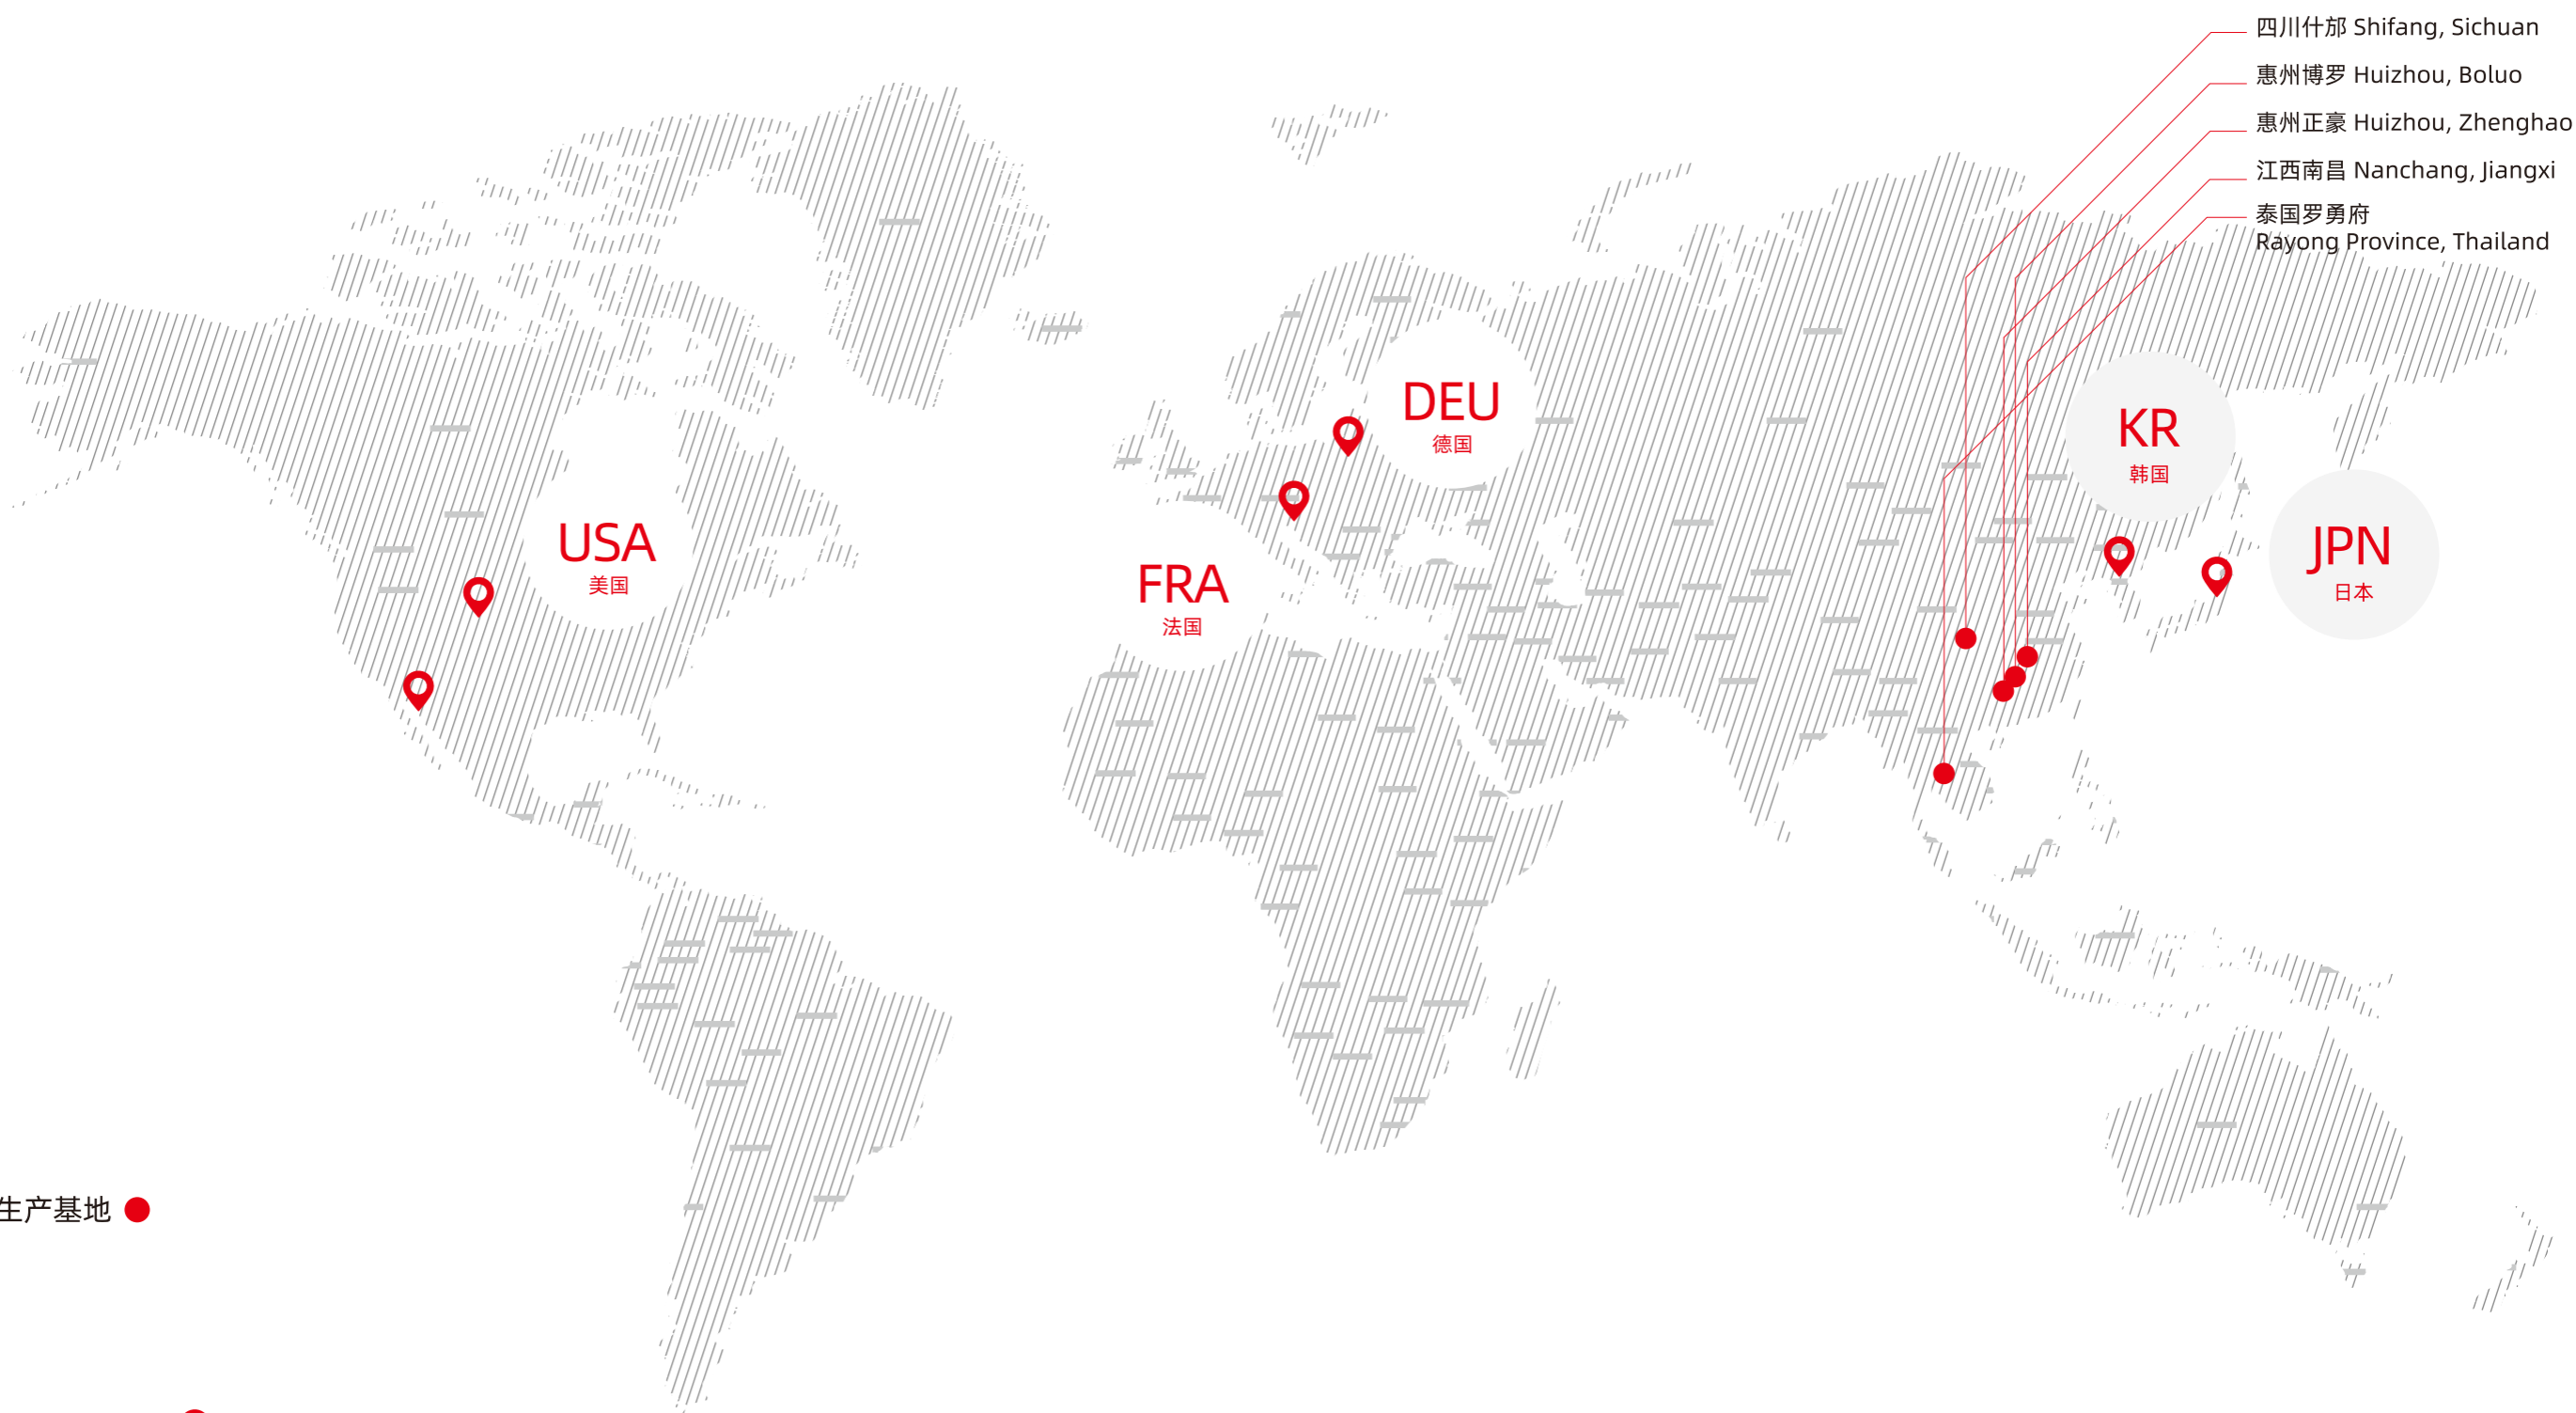 四川什邡 Shifang, Sichuan
惠州博罗 Huizhou, Boluo
惠州正豪 Huizhou, Zhenghao
江西南昌 Nanchang, Jiangxi
泰国罗勇府
Rayong Province, Thailand
DEU
德国
KR
韩国
USA
美国
JPN
日本
FRA
法国
生产基地